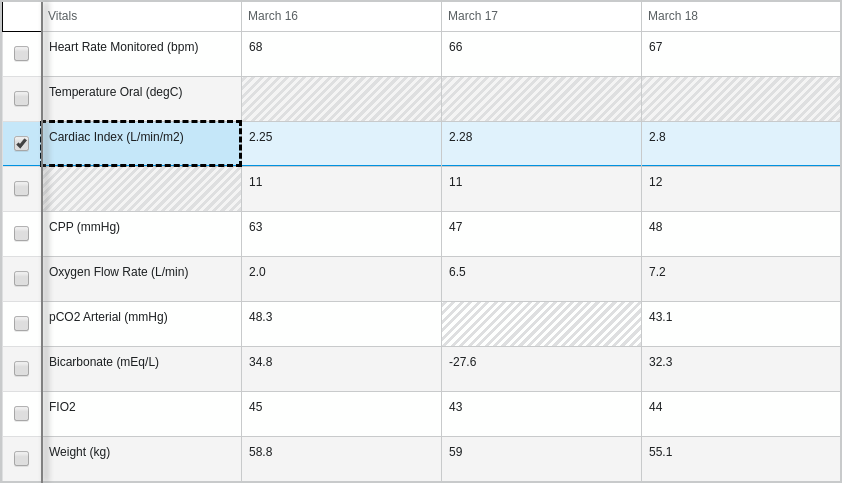 Vitals March 16 March 17 March 18
Heart Rate Monitored (bpm) 68 66 67
Temperature Oral (degC)
Cardiac Index (L/min/m2) 2.25 2.28 2.8
11 11 12
CPP (mmHg) 63 47 48
Oxygen Flow Rate (L/min) 2.0 6.5 7.2
pCO2 Arterial (mmHg) 48.3 43.1
Bicarbonate (mEq/L) 34.8 -27.6 32.3
FIO2 45 43 44
Weight (kg) 58.8 59 55.1